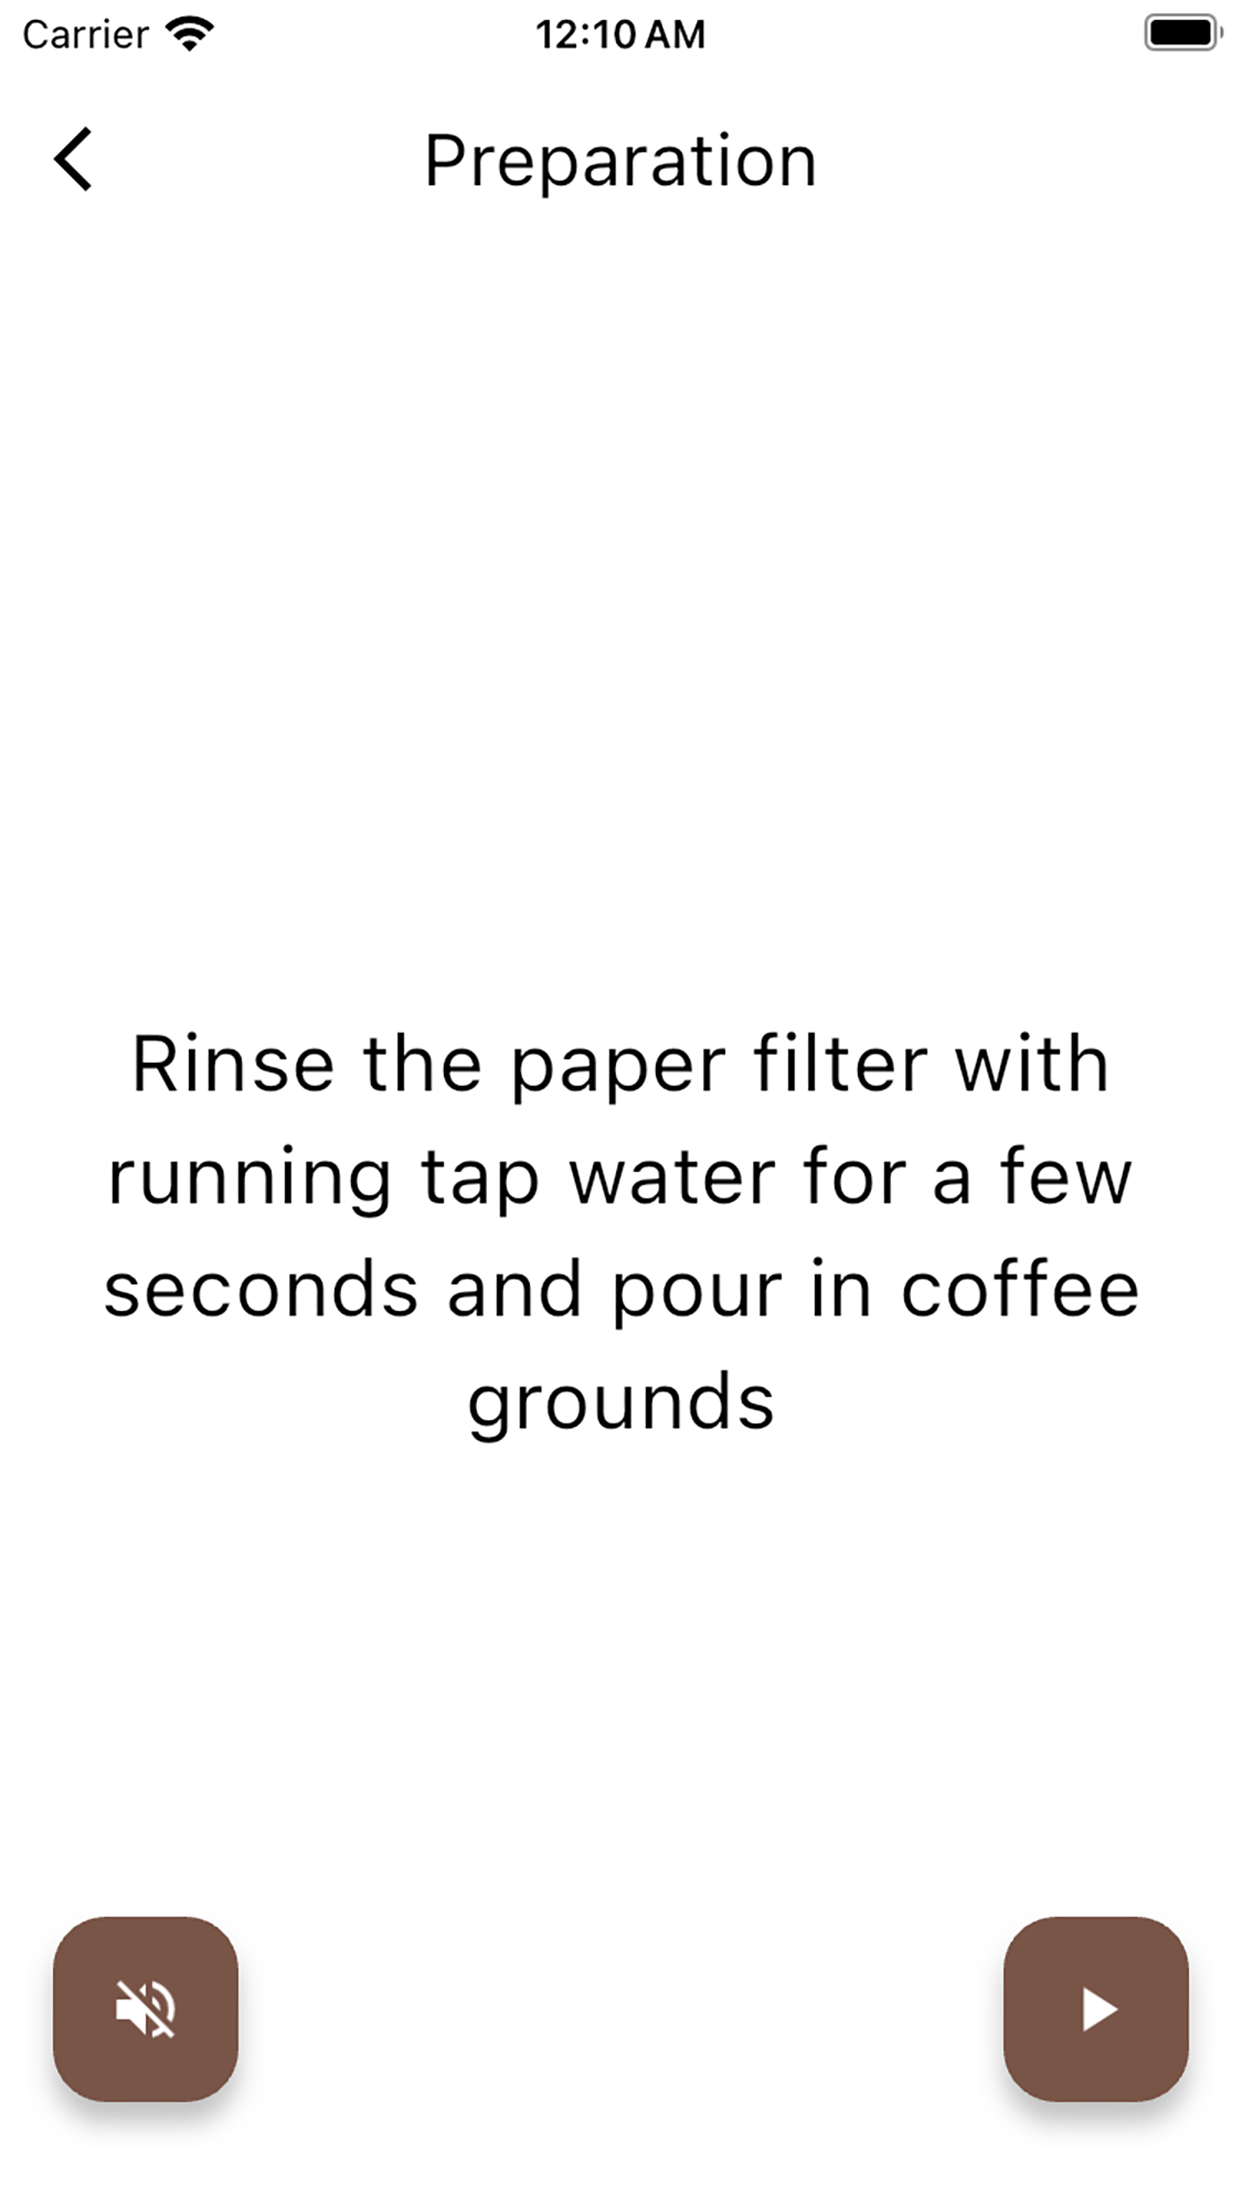 Carrier 12:10 AM
Preparation
Rinse the paper filter with
running tap water for a few
seconds and pour in coffee
grounds